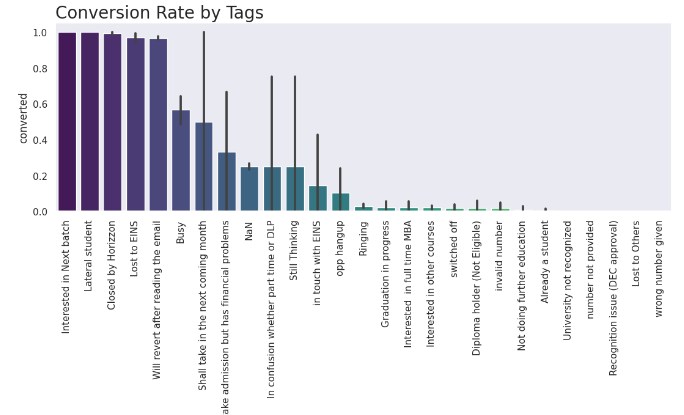 Conversion Rate by Tags
converted
1.0
0.8
0.6
0.4
0.2
0.0
Interested in Next batch
Lateral student
Closed by Horizzon
Lost to EINS
Will revert after reading the email
Busy
Shall take in the next coming month
ake admission but has financial problems
NaN
In confusion whether part time or DLP
Still Thinking
in touch with EINS
opp hangup
Ringing
Graduation in progress
Interested in full time MBA
Interested in other courses
switched off
Diploma holder (Not Eligible)
invalid number
Not doing further education
Already a student
University not recognized
number not provided
Recognition issue (DEC approval)
Lost to Others
wrong number given